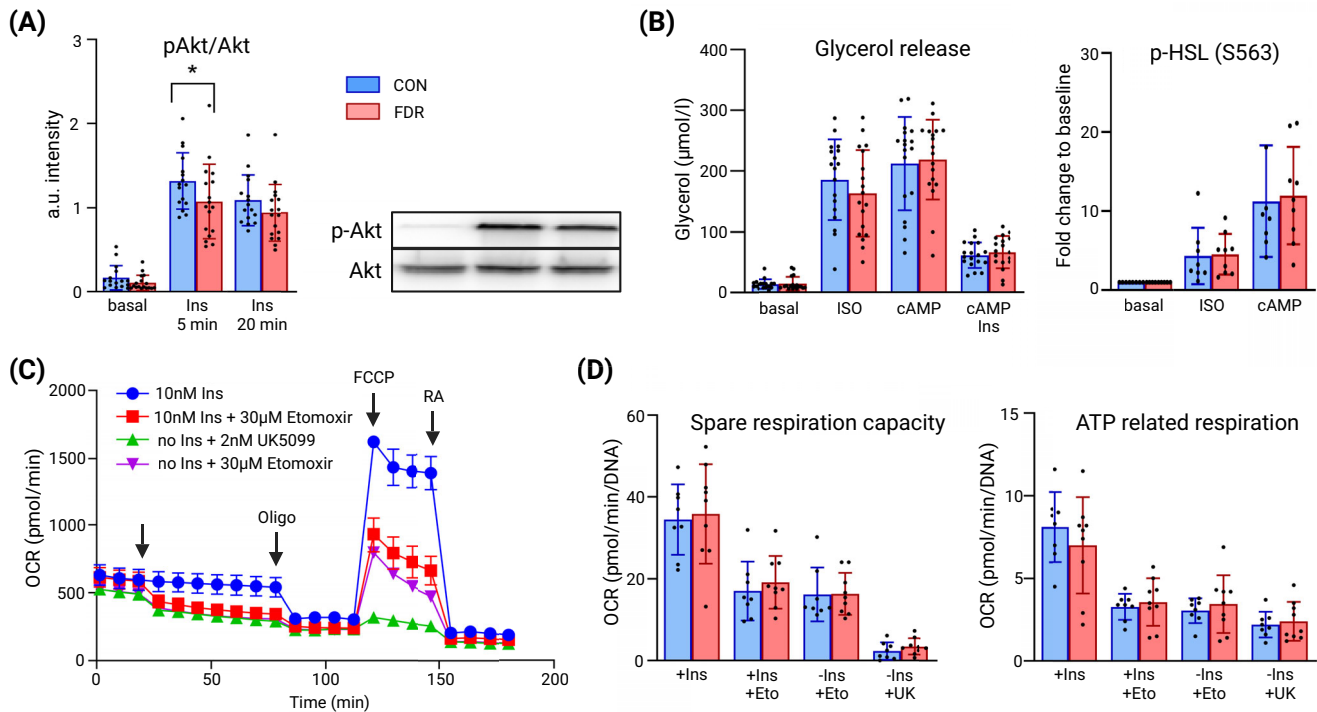 (A)
pAkt/Akt
3
2
1
0
a.u. intensity
*
basal
Ins
5 min
Ins
20 min
CON
FDR
p-Akt
Akt
(B)
Glycerol release
400
300
200
100
0
Glycerol (µmol/l)
basal
ISO
cAMP
cAMP
Ins
p-HSL (S563)
30
20
10
0
Fold change to baseline
basal
ISO
cAMP
(C)
2000
1500
1000
500
0
OCR (pmol/min)
10nM Ins
10nM Ins + 30µM Etomoxir
no Ins + 2nM UK5099
no Ins + 30µM Etomoxir
Oligo
FCCP
RA
0
50
100
150
200
Time (min)
(D)
Spare respiration capacity
60
40
20
0
OCR (pmol/min/DNA)
+Ins
+Ins
+Eto
-Ins
+Eto
-Ins
+UK
ATP related respiration
15
10
5
0
OCR (pmol/min/DNA)
+Ins
+Ins
+Eto
-Ins
+Eto
-Ins
+UK